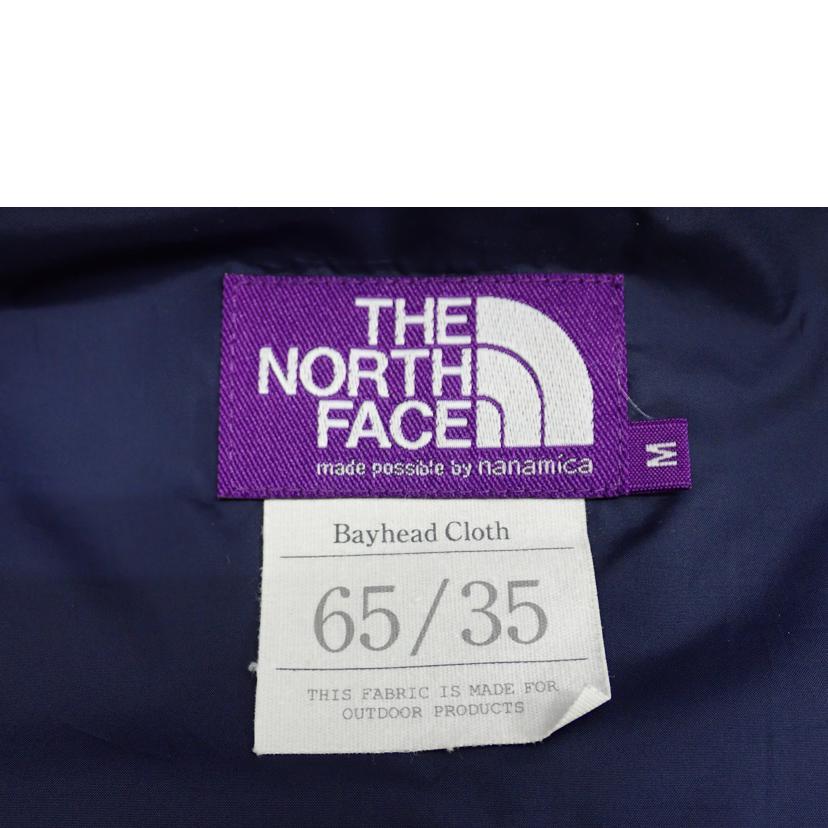 THE
NORTH
FACE
made possible by nanamica
M
Bayhead Cloth
65/35
THIS FABRIC IS MADE FOR
OUTDOOR PRODUCTS